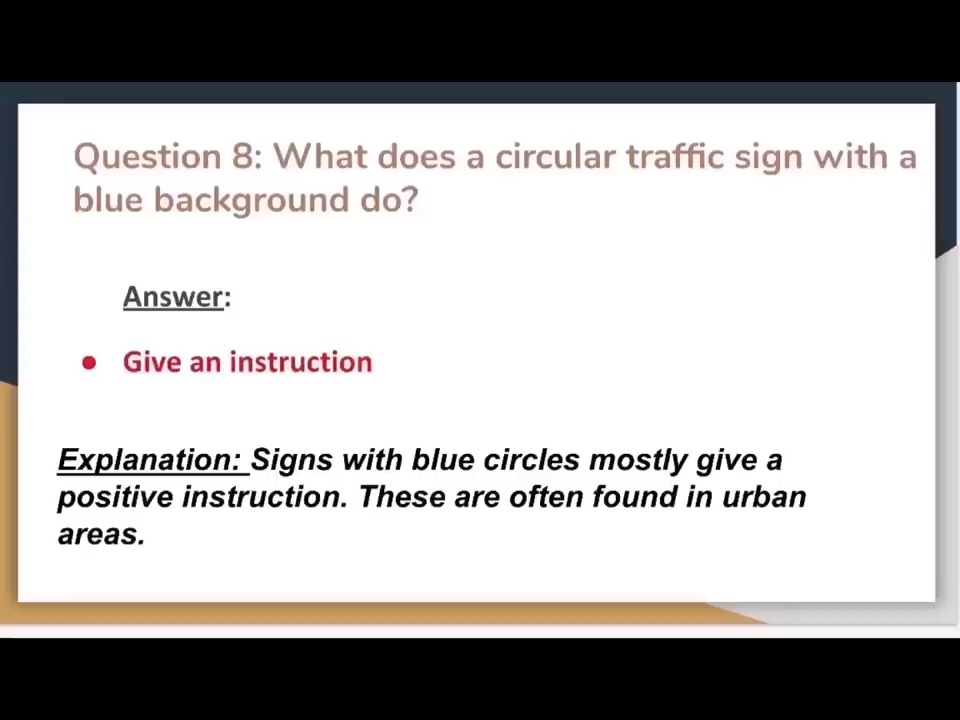 Question 8: What does a circular traffic sign with a
blue background do?
Answer:
● Give an instruction
Explanation: Signs with blue circles mostly give a
positive instruction. These are often found in urban
areas.